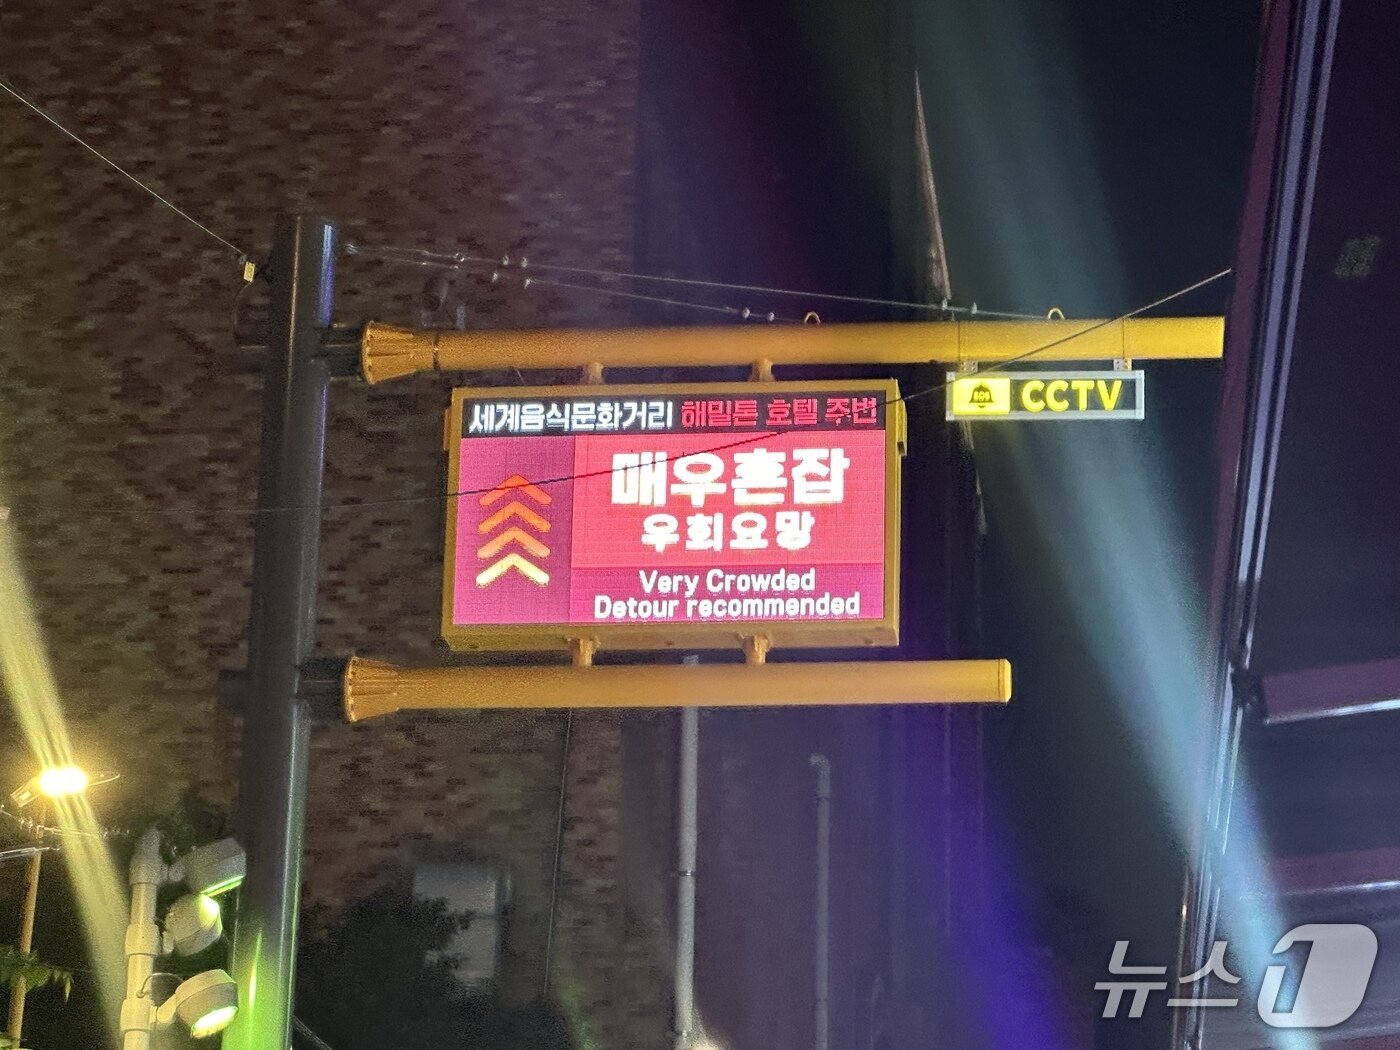 세계음식문화거리 해밀톤 호텔 주변
매우혼잡
우회요망
Very Crowded
Detour recommended
CCTV
뉴스1